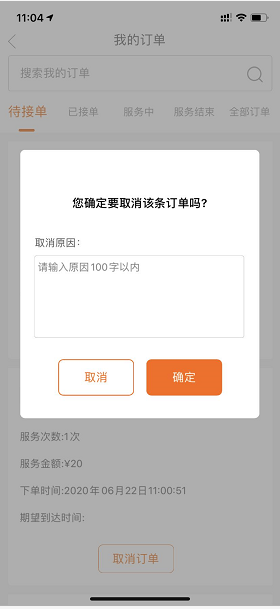 11:04
我的订单
搜索我的订单
待接单 已接单 服务中 服务结束 全部订单
您确定要取消该条订单吗?
取消原因:
请输入原因100字以内
取消 确定
服务次数:1次
服务金额:¥20
下单时间:2020年06月22日11:00:51
期望到达时间:
取消订单